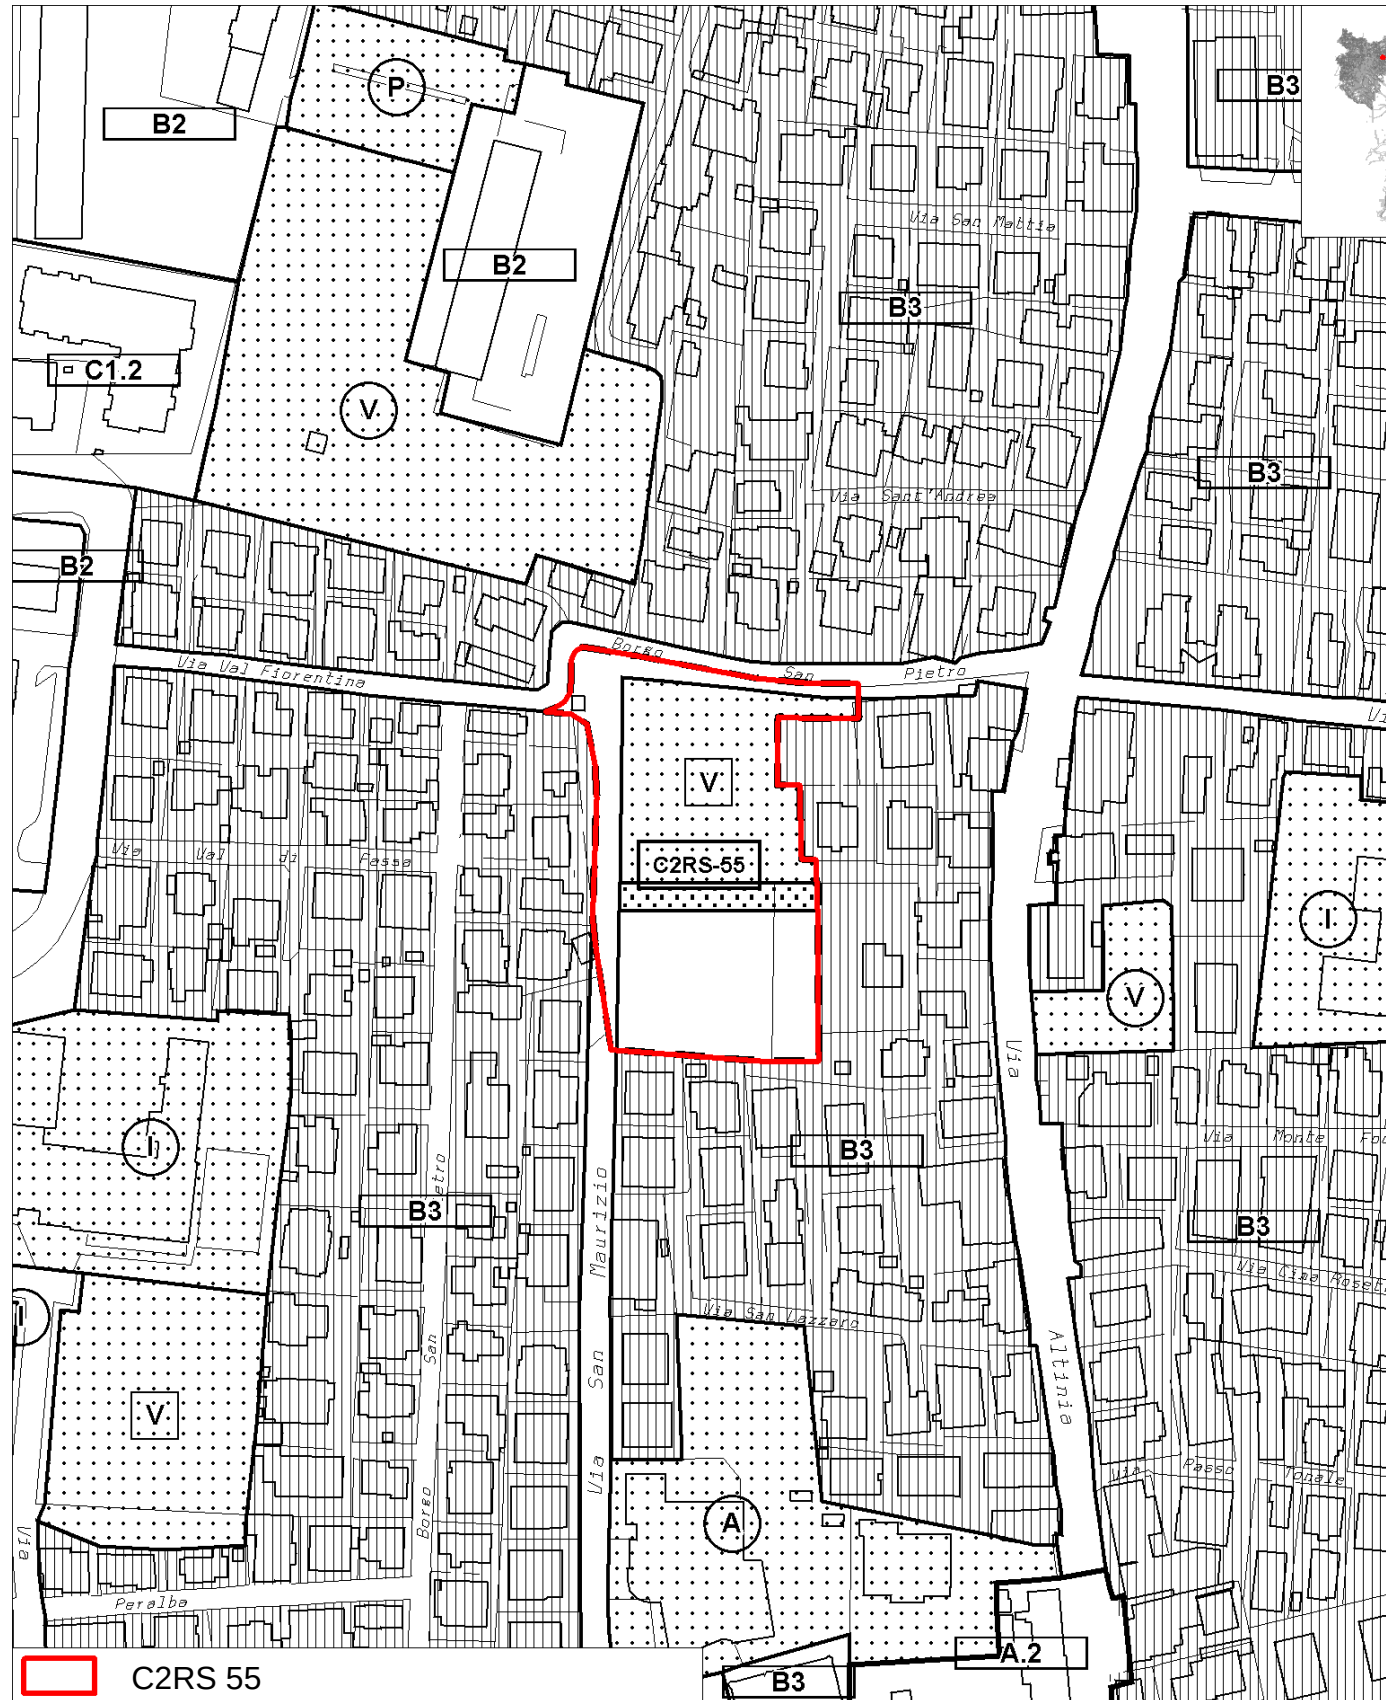 P
B3
B2
Via San Mattia
B2
B3
C1.2
V
B3
Via Sant'Andrea
B2
Borgo San Pietro
Via Val Fiorentina
V
Via Val di Fassa
C2RS-55
I
V
Via
Via Monte
I
B3
Borgo San Pietro
B3
B3
Via San Maurizio
Via Cima
I
Via San Lazzaro
Altinia
V
Via Passo Tonale
A
Via
Peralba
A.2
B3
C2RS 55